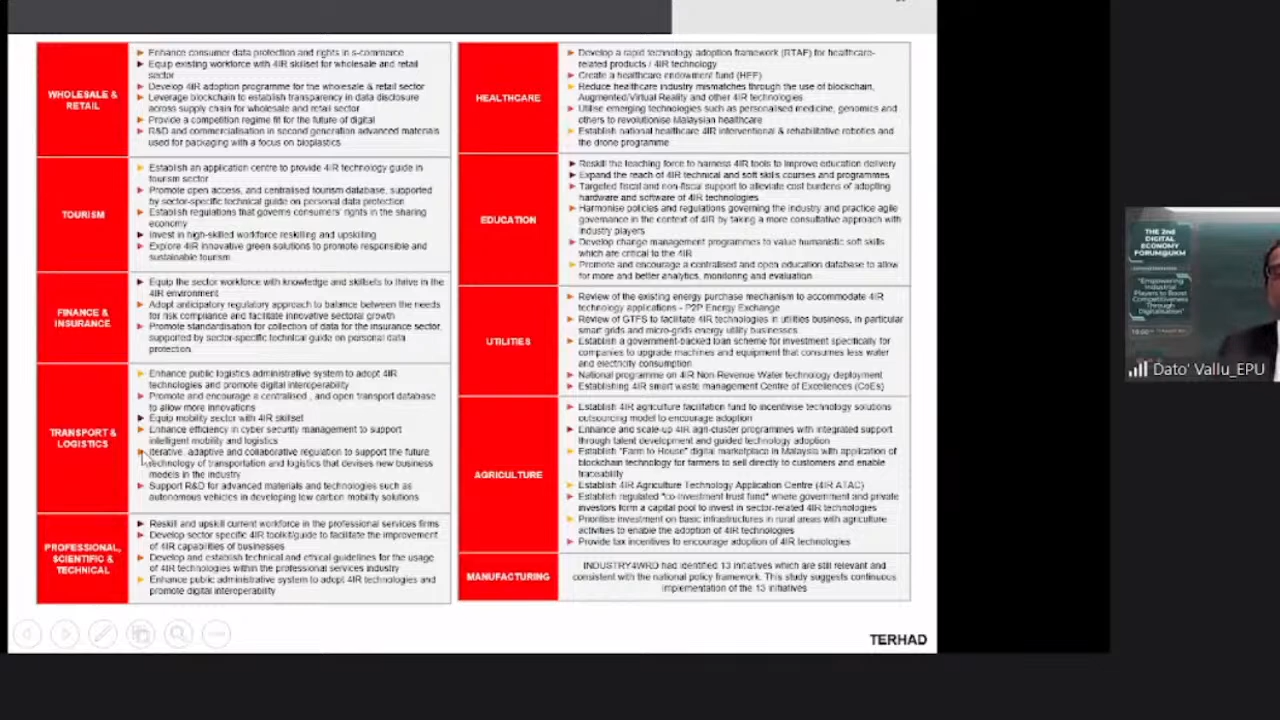 WHOLESALE &
RETAIL
Enhance consumer data protection and rights in s-commerce
Equip existing workforce with 4IR skillset for wholesale and retail
sector
Develop 4IR adoption programme for the wholesale & retail sector
Leverage blockchain to establish transparency in data disclosure
across supply chain for wholesale and retail sector
Provide a competition regime fit for the future of digital
R&D and commercialisation in second generation advanced materials
used for packaging with a focus on bioplastics
TOURISM
Establish an application centre to provide 4IR technology guide in
tourism sector
Promote open access, and centralised tourism database, supported
by sector-specific technical guide on personal data protection
Establish regulations that governs consumers' rights in the sharing
economy
Invest in high-skilled workforce reskilling and upskilling
Explore 4IR innovative green solutions to promote responsible and
sustainable tourism
FINANCE &
INSURANCE
Equip the sector workforce with knowledge and skillsets to thrive in the
4IR environment
Adopt anticipatory regulatory approach to balance between the needs
for risk compliance and facilitate innovative sectoral growth
Promote standardisation for collection of data for the insurance sector,
supported by sector-specific technical guide on personal data
protection
TRANSPORT &
LOGISTICS
Enhance public logistics administrative system to adopt 4IR
technologies and promote digital interoperability
Promote and encourage a centralised , and open transport database
to allow more innovations
Equip mobility sector with 4IR skillset
Enhance efficiency in cyber security management to support
intelligent mobility and logistics
Iterative, adaptive and collaborative regulation to support the future
technology of transportation and logistics that devises new business
models in the industry
Support R&D for advanced materials and technologies such as
autonomous vehicles in developing low carbon mobility solutions
PROFESSIONAL,
SCIENTIFIC &
TECHNICAL
Reskill and upskill current workforce in the professional services firms
Develop sector specific 4IR toolkit/guide to facilitate the improvement
of 4IR capabilities of businesses
Develop and establish technical and ethical guidelines for the usage
of 4IR technologies within the professional services industry
Enhance public administrative system to adopt 4IR technologies and
promote digital interoperability
HEALTHCARE
Develop a rapid technology adoption framework (RTAF) for healthcare-
related products / 4IR technology
Create a healthcare endowment fund (HEF)
Reduce healthcare industry mismatches through the use of blockchain,
Augmented/Virtual Reality and other 4IR technologies
Utilise emerging technologies such as personalised medicine, genomics and
others to revolutionise Malaysian healthcare
Establish national healthcare 4IR interventional & rehabilitative robotics and
the drone programme
EDUCATION
Reskill the teaching force to harness 4IR tools to improve education delivery
Expand the reach of 4IR technical and soft skills courses and programmes
Targeted fiscal and non-fiscal support to alleviate cost burdens of adopting
hardware and software of 4IR technologies
Harmonise policies and regulations governing the industry and practice agile
governance in the context of 4IR by taking a more consultative approach with
industry players
Develop change management programmes to value humanistic soft skills
which are critical to the 4IR
Promote and encourage a centralised and open education database to allow
for more and better analytics, monitoring and evaluation
UTILITIES
Review of the existing energy purchase mechanism to accommodate 4IR
technology applications - P2P Energy Exchange
Review of GTFS to facilitate 4IR technologies in utilities business, in particular
smart grids and micro-grids energy utility businesses
Establish a government-backed loan scheme for investment specifically for
companies to upgrade machines and equipment that consumes less water
and electricity consumption
National programme on 4IR Non-Revenue Water technology deployment
Establishing 4IR smart waste management Centre of Excellences (CoEs)
AGRICULTURE
Establish 4IR agriculture facilitation fund to incentivise technology solutions
outsourcing model to encourage adoption
Enhance and scale-up 4IR agri-cluster programmes with integrated support
through talent development and guided technology adoption
Establish "Farm to House" digital marketplace in Malaysia with application of
blockchain technology for farmers to sell directly to customers and enable
traceability
Establish 4IR Agriculture Technology Application Centre (4IR ATAC)
Establish regulated "co-investment trust fund" where government and private
investors form a capital pool to invest in sector-related 4IR technologies
Prioritise investment on basic infrastructures in rural areas with agriculture
activities to enable the adoption of 4IR technologies
Provide tax incentives to encourage adoption of 4IR technologies
MANUFACTURING
INDUSTRY4WRD had identified 13 initiatives which are still relevant and
consistent with the national policy framework. This study suggests continuous
implementation of the 13 initiatives
TERHAD
THE 2nd
DIGITAL
ECONOMY
FORUM@UKM
"Empowering
Industrial
Players to Boost
Competitiveness
Through
Digitalisation"
Dato' Vallu_EPU